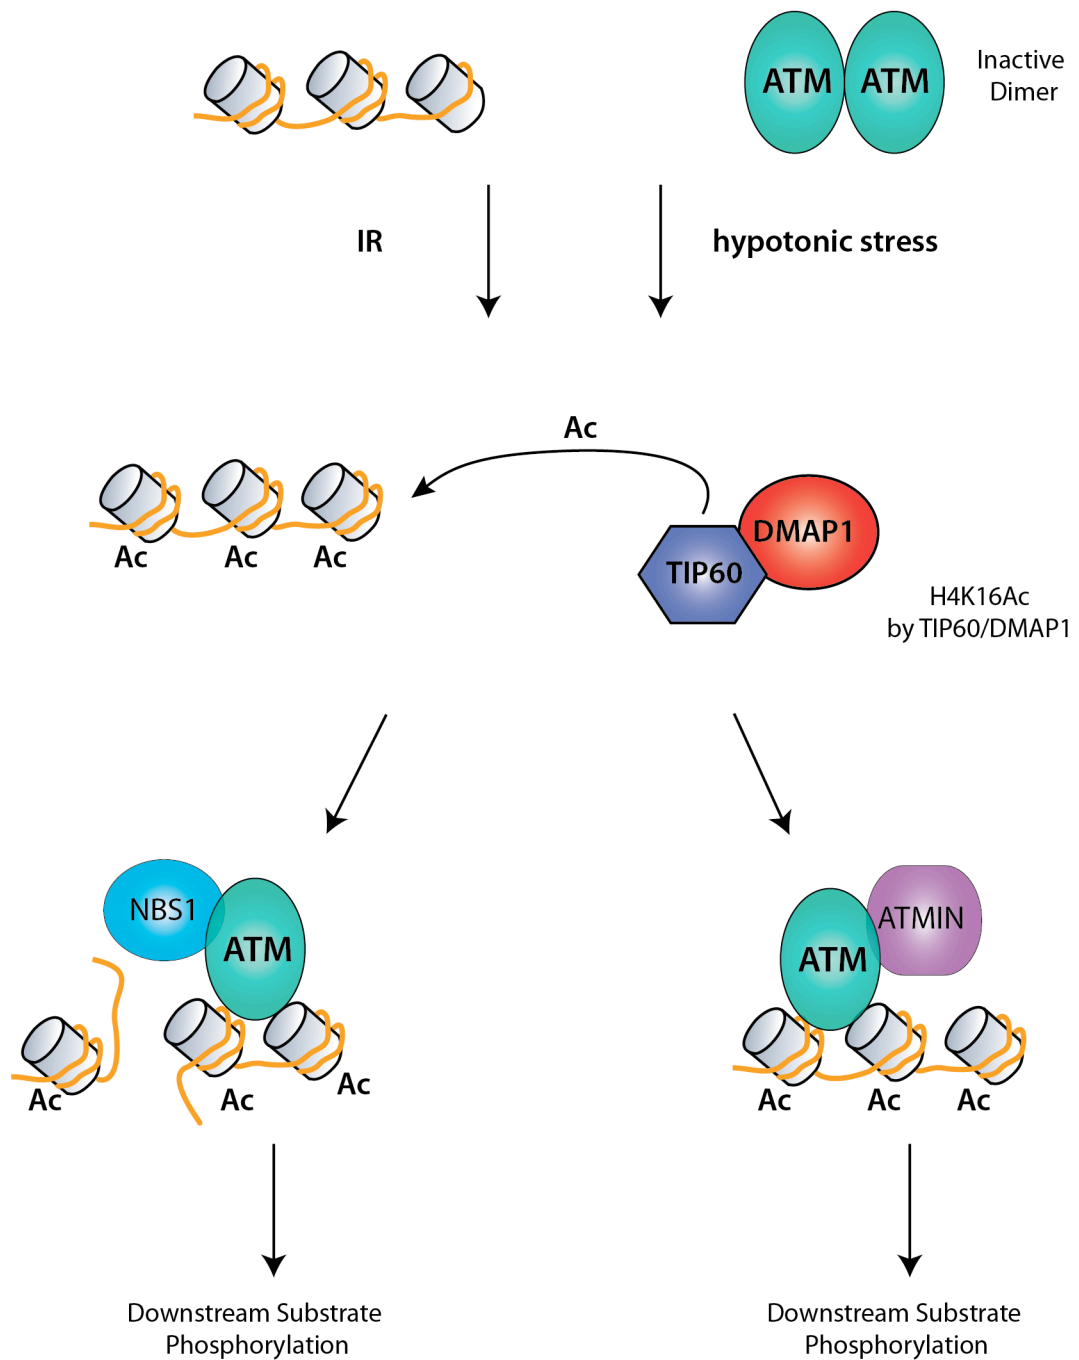 ATM ATM
Inactive
Dimer
IR
hypotonic stress
Ac
DMAP1
TIP60
Ac Ac Ac
H4K16Ac
by TIP60/DMAP1
NBS1
ATM
ATMIN
ATM
Ac Ac Ac
Ac Ac Ac
Downstream Substrate
Phosphorylation
Downstream Substrate
Phosphorylation